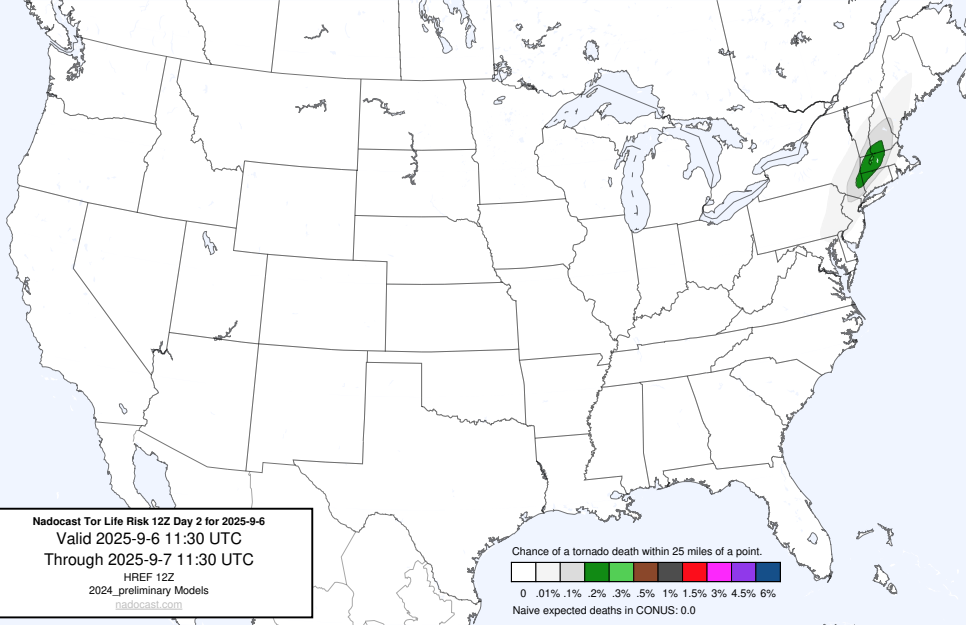 Nadocast Tor Life Risk 12Z Day 2 for 2025-9-6
Valid 2025-9-6 11:30 UTC
Through 2025-9-7 11:30 UTC
HREF 12Z
2024_preliminary Models
nadocast.com
Chance of a tornado death within 25 miles of a point.
0 .01% .1% .2% .3% .5% 1% 1.5% 3% 4.5% 6%
Naive expected deaths in CONUS: 0.0